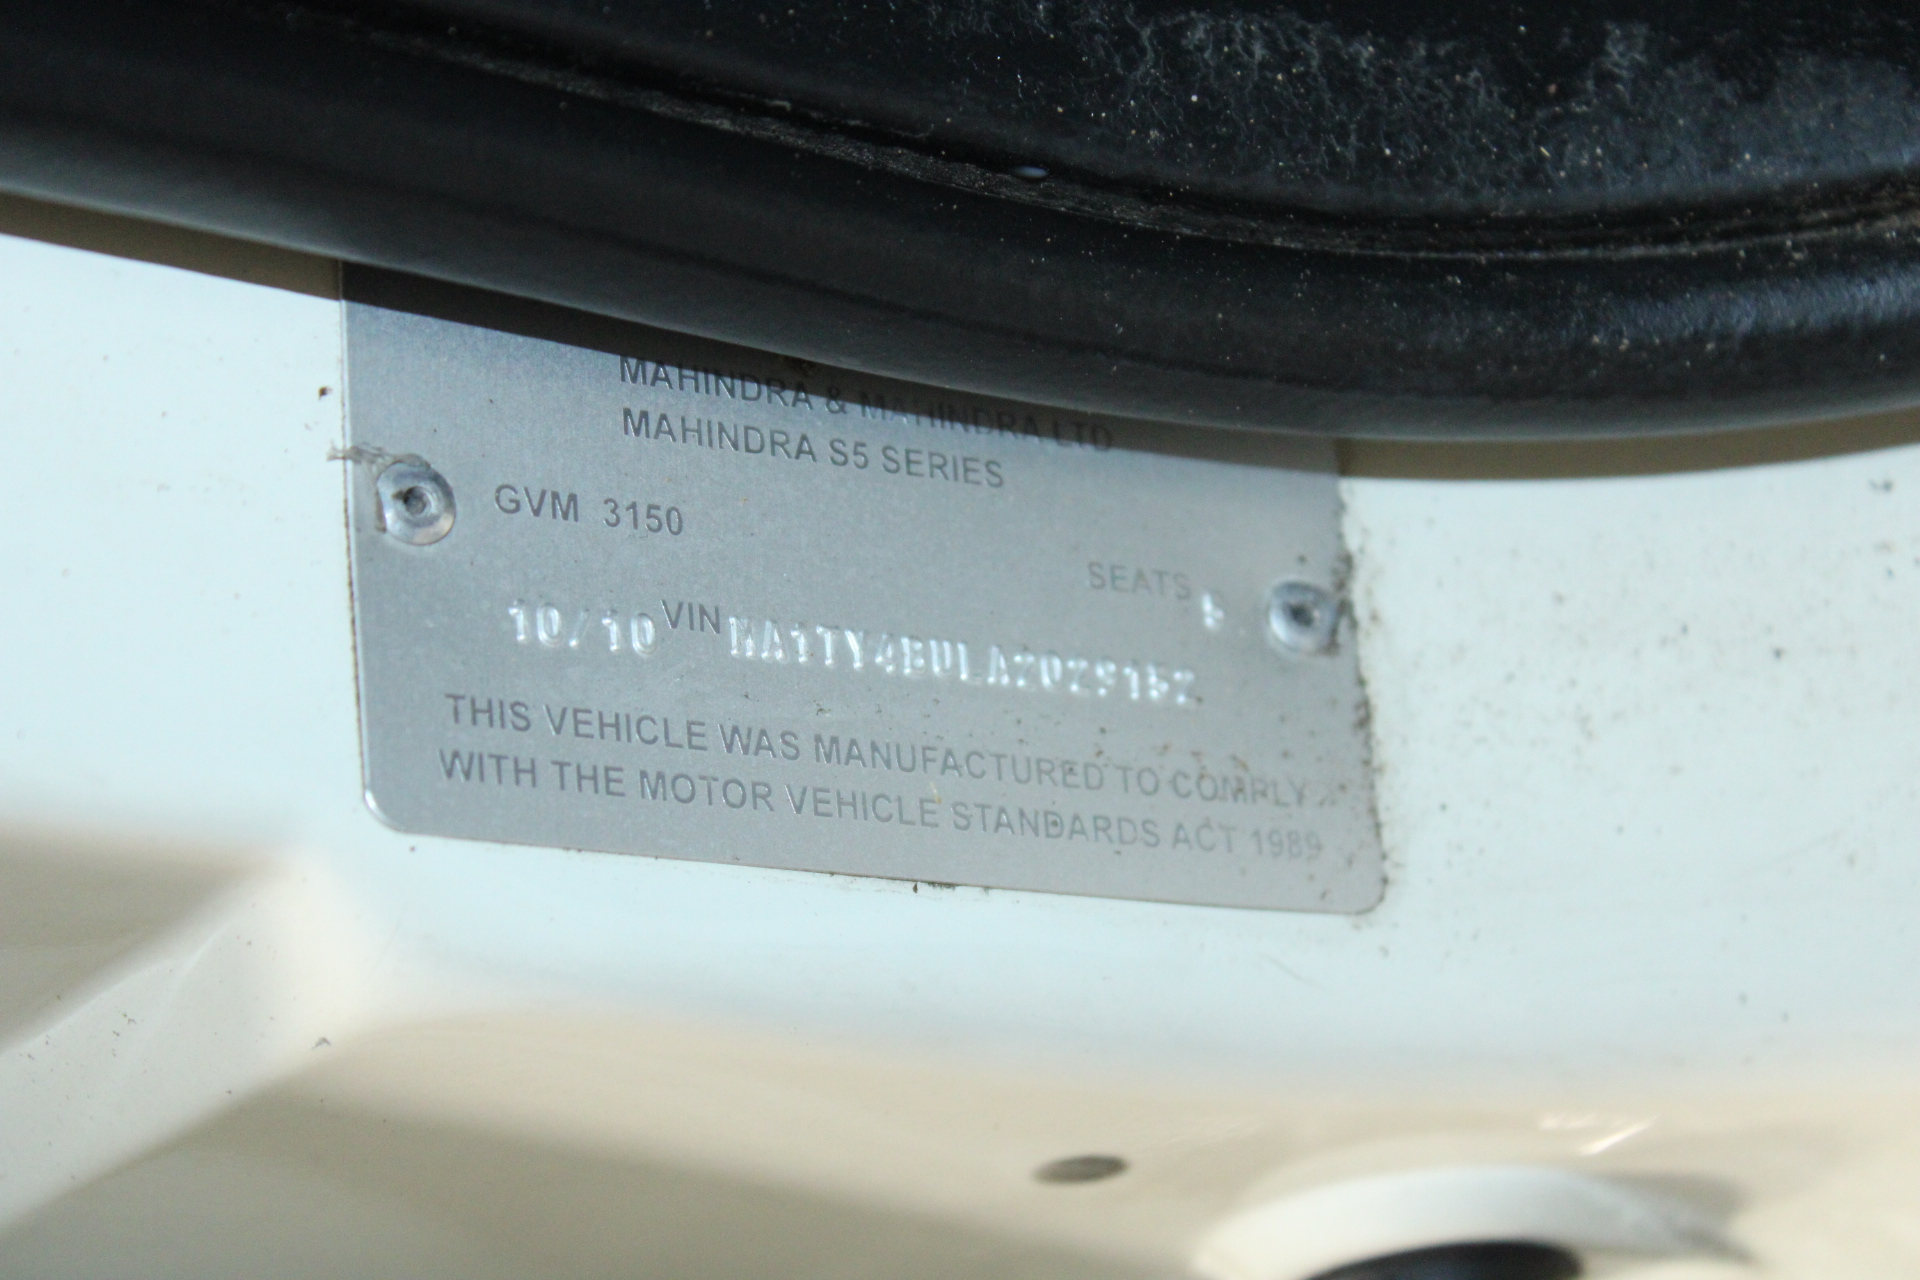 MAHINDRA & MAHINDRA LTD
MAHINDRA S5 SERIES
GVM 3150
SEATS 5
10/10 VIN
THIS VEHICLE WAS MANUFACTURED TO COMPLY
WITH THE MOTOR VEHICLE STANDARDS ACT 1989